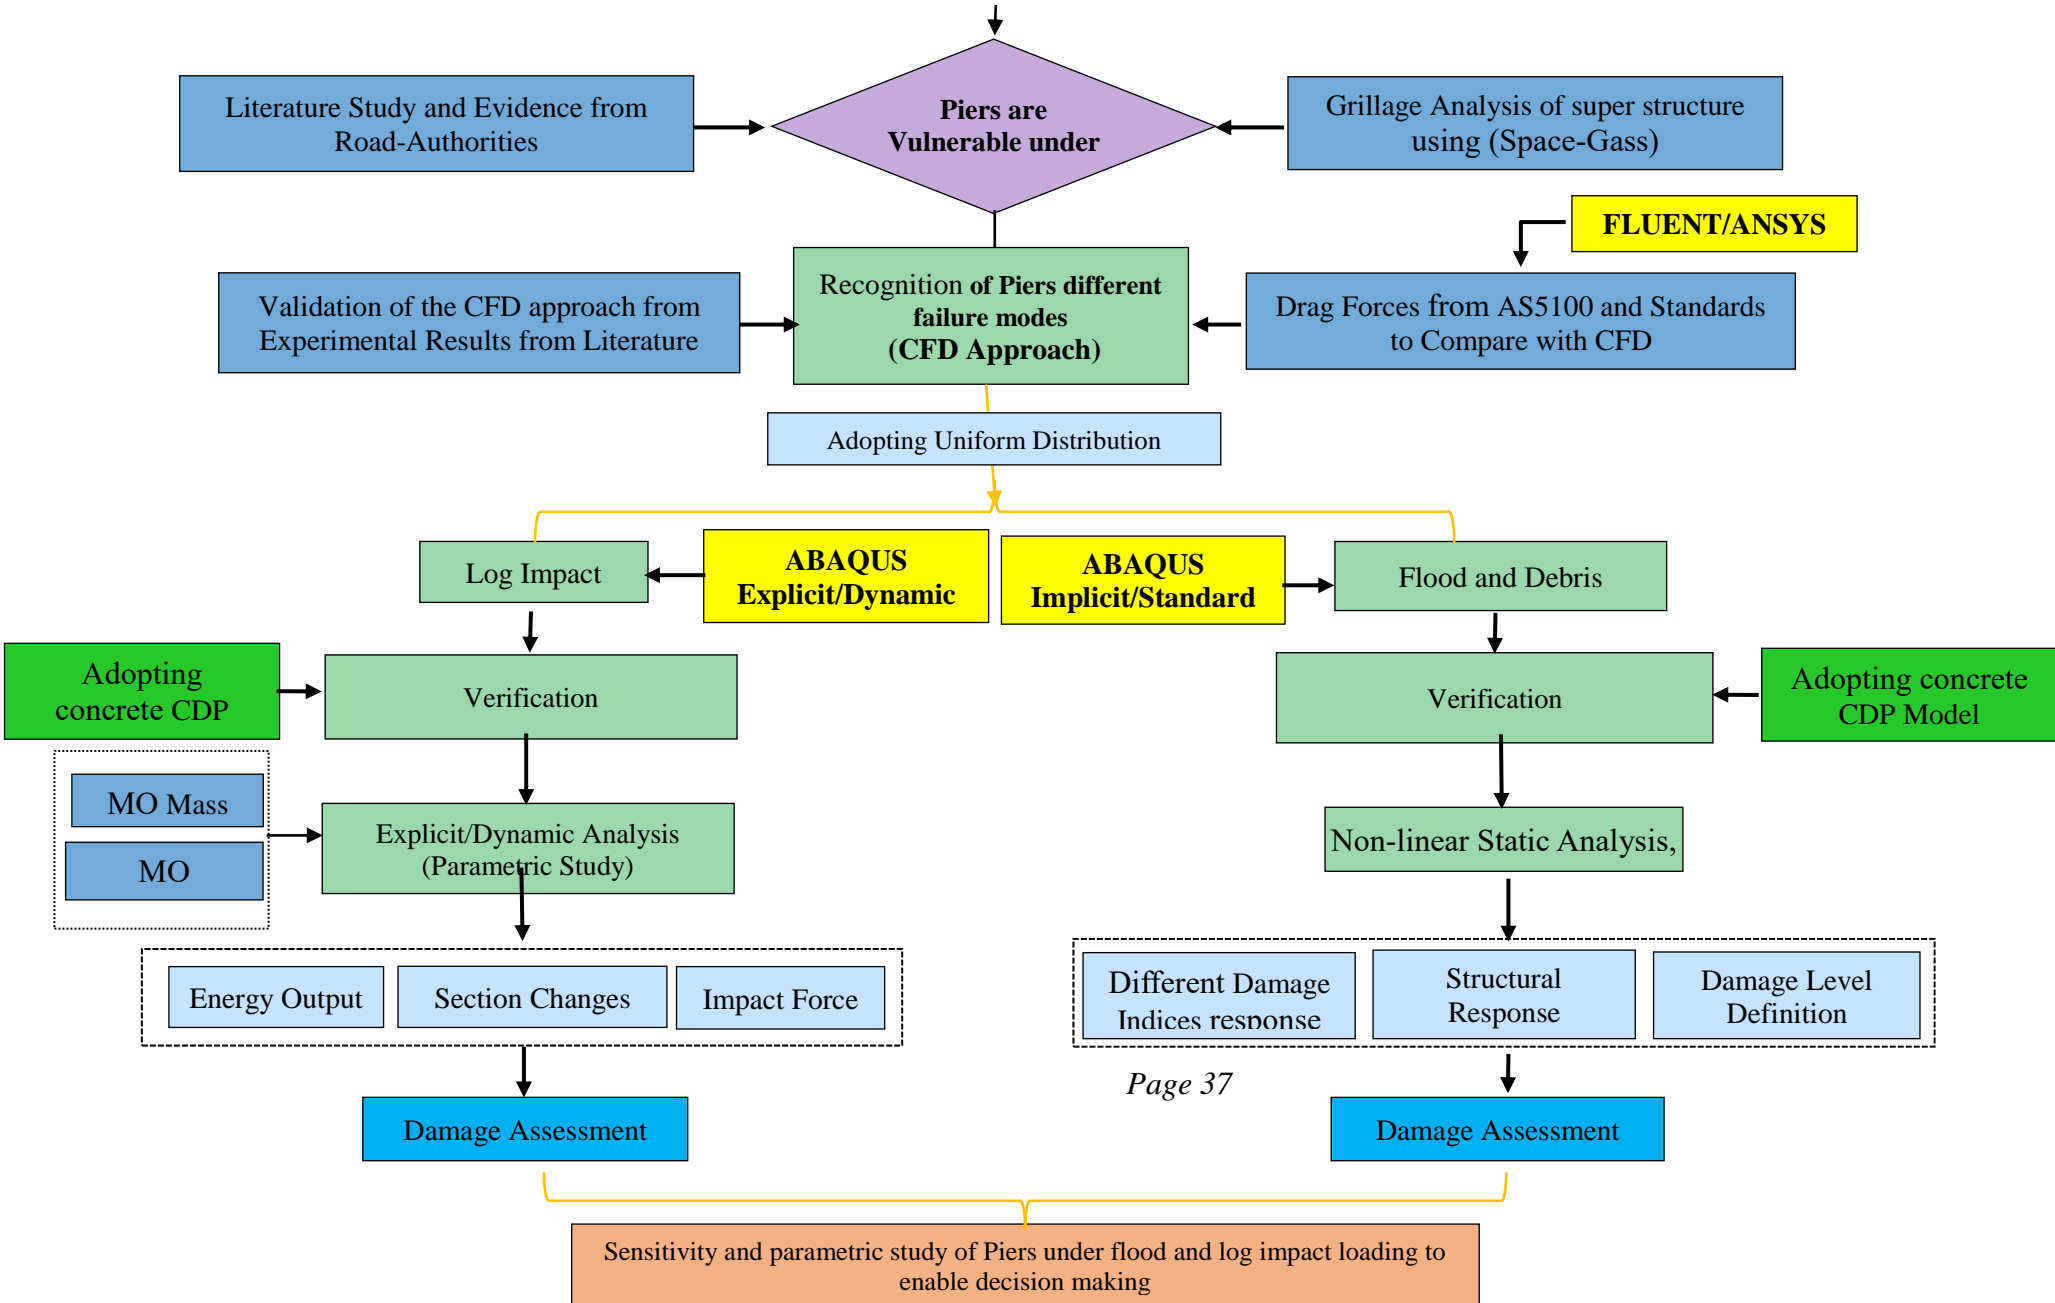 Literature Study and Evidence from
Road-Authorities
Piers are
Vulnerable under
Grillage Analysis of super structure
using (Space-Gass)
FLUENT/ANSYS
Validation of the CFD approach from
Experimental Results from Literature
Recognition of Piers different
failure modes
(CFD Approach)
Drag Forces from AS5100 and Standards
to Compare with CFD
Adopting Uniform Distribution
Log Impact
ABAQUS
Explicit/Dynamic
ABAQUS
Implicit/Standard
Flood and Debris
Adopting
concrete CDP
Verification
Verification
Adopting concrete
CDP Model
MO Mass
MO
Explicit/Dynamic Analysis
(Parametric Study)
Non-linear Static Analysis,
Energy Output
Section Changes
Impact Force
Different Damage
Indices response
Structural
Response
Damage Level
Definition
Page 37
Damage Assessment
Damage Assessment
Sensitivity and parametric study of Piers under flood and log impact loading to
enable decision making